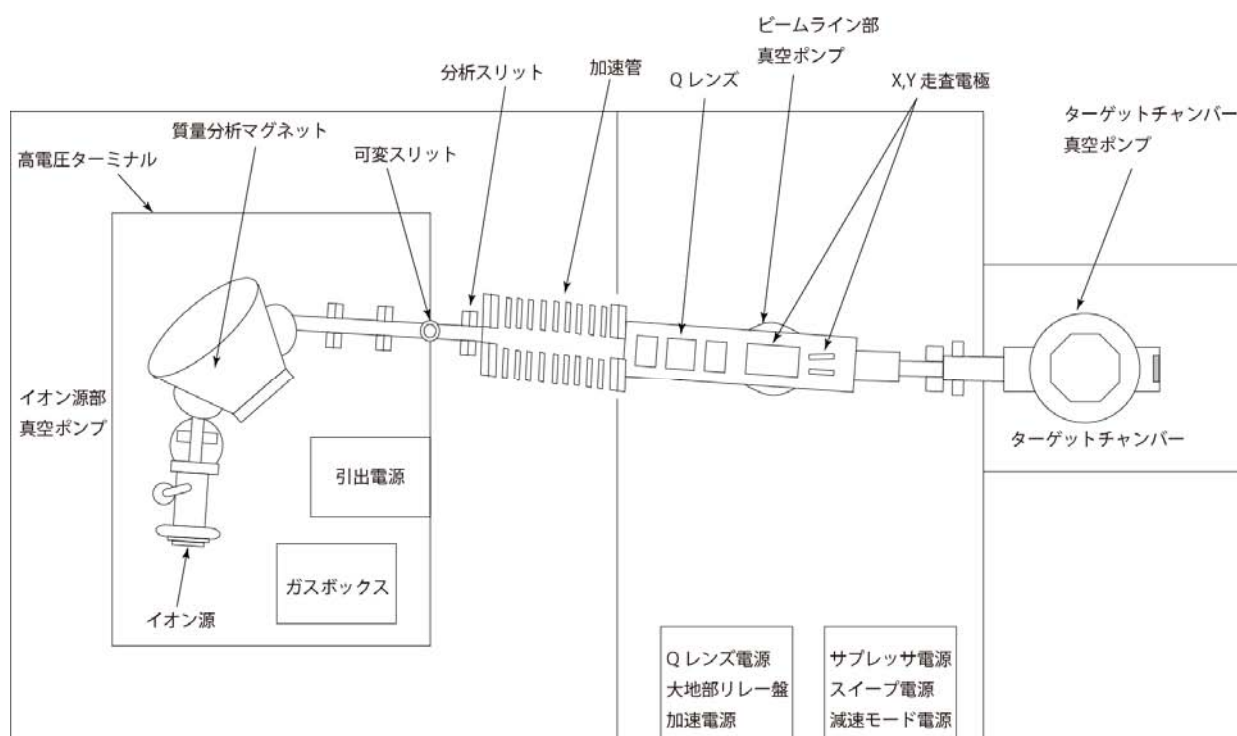 ビームライン部
真空ポンプ
分析スリット
加速管
Q レンズ
X,Y 走査電極
ターゲットチャンバー
真空ポンプ
質量分析マグネット
可変スリット
高電圧ターミナル
イオン源部
真空ポンプ
ターゲットチャンバー
引出電源
ガスボックス
イオン源
Q レンズ電源
大地部リレー盤
加速電源
サプレッサ電源
スイープ電源
減速モード電源